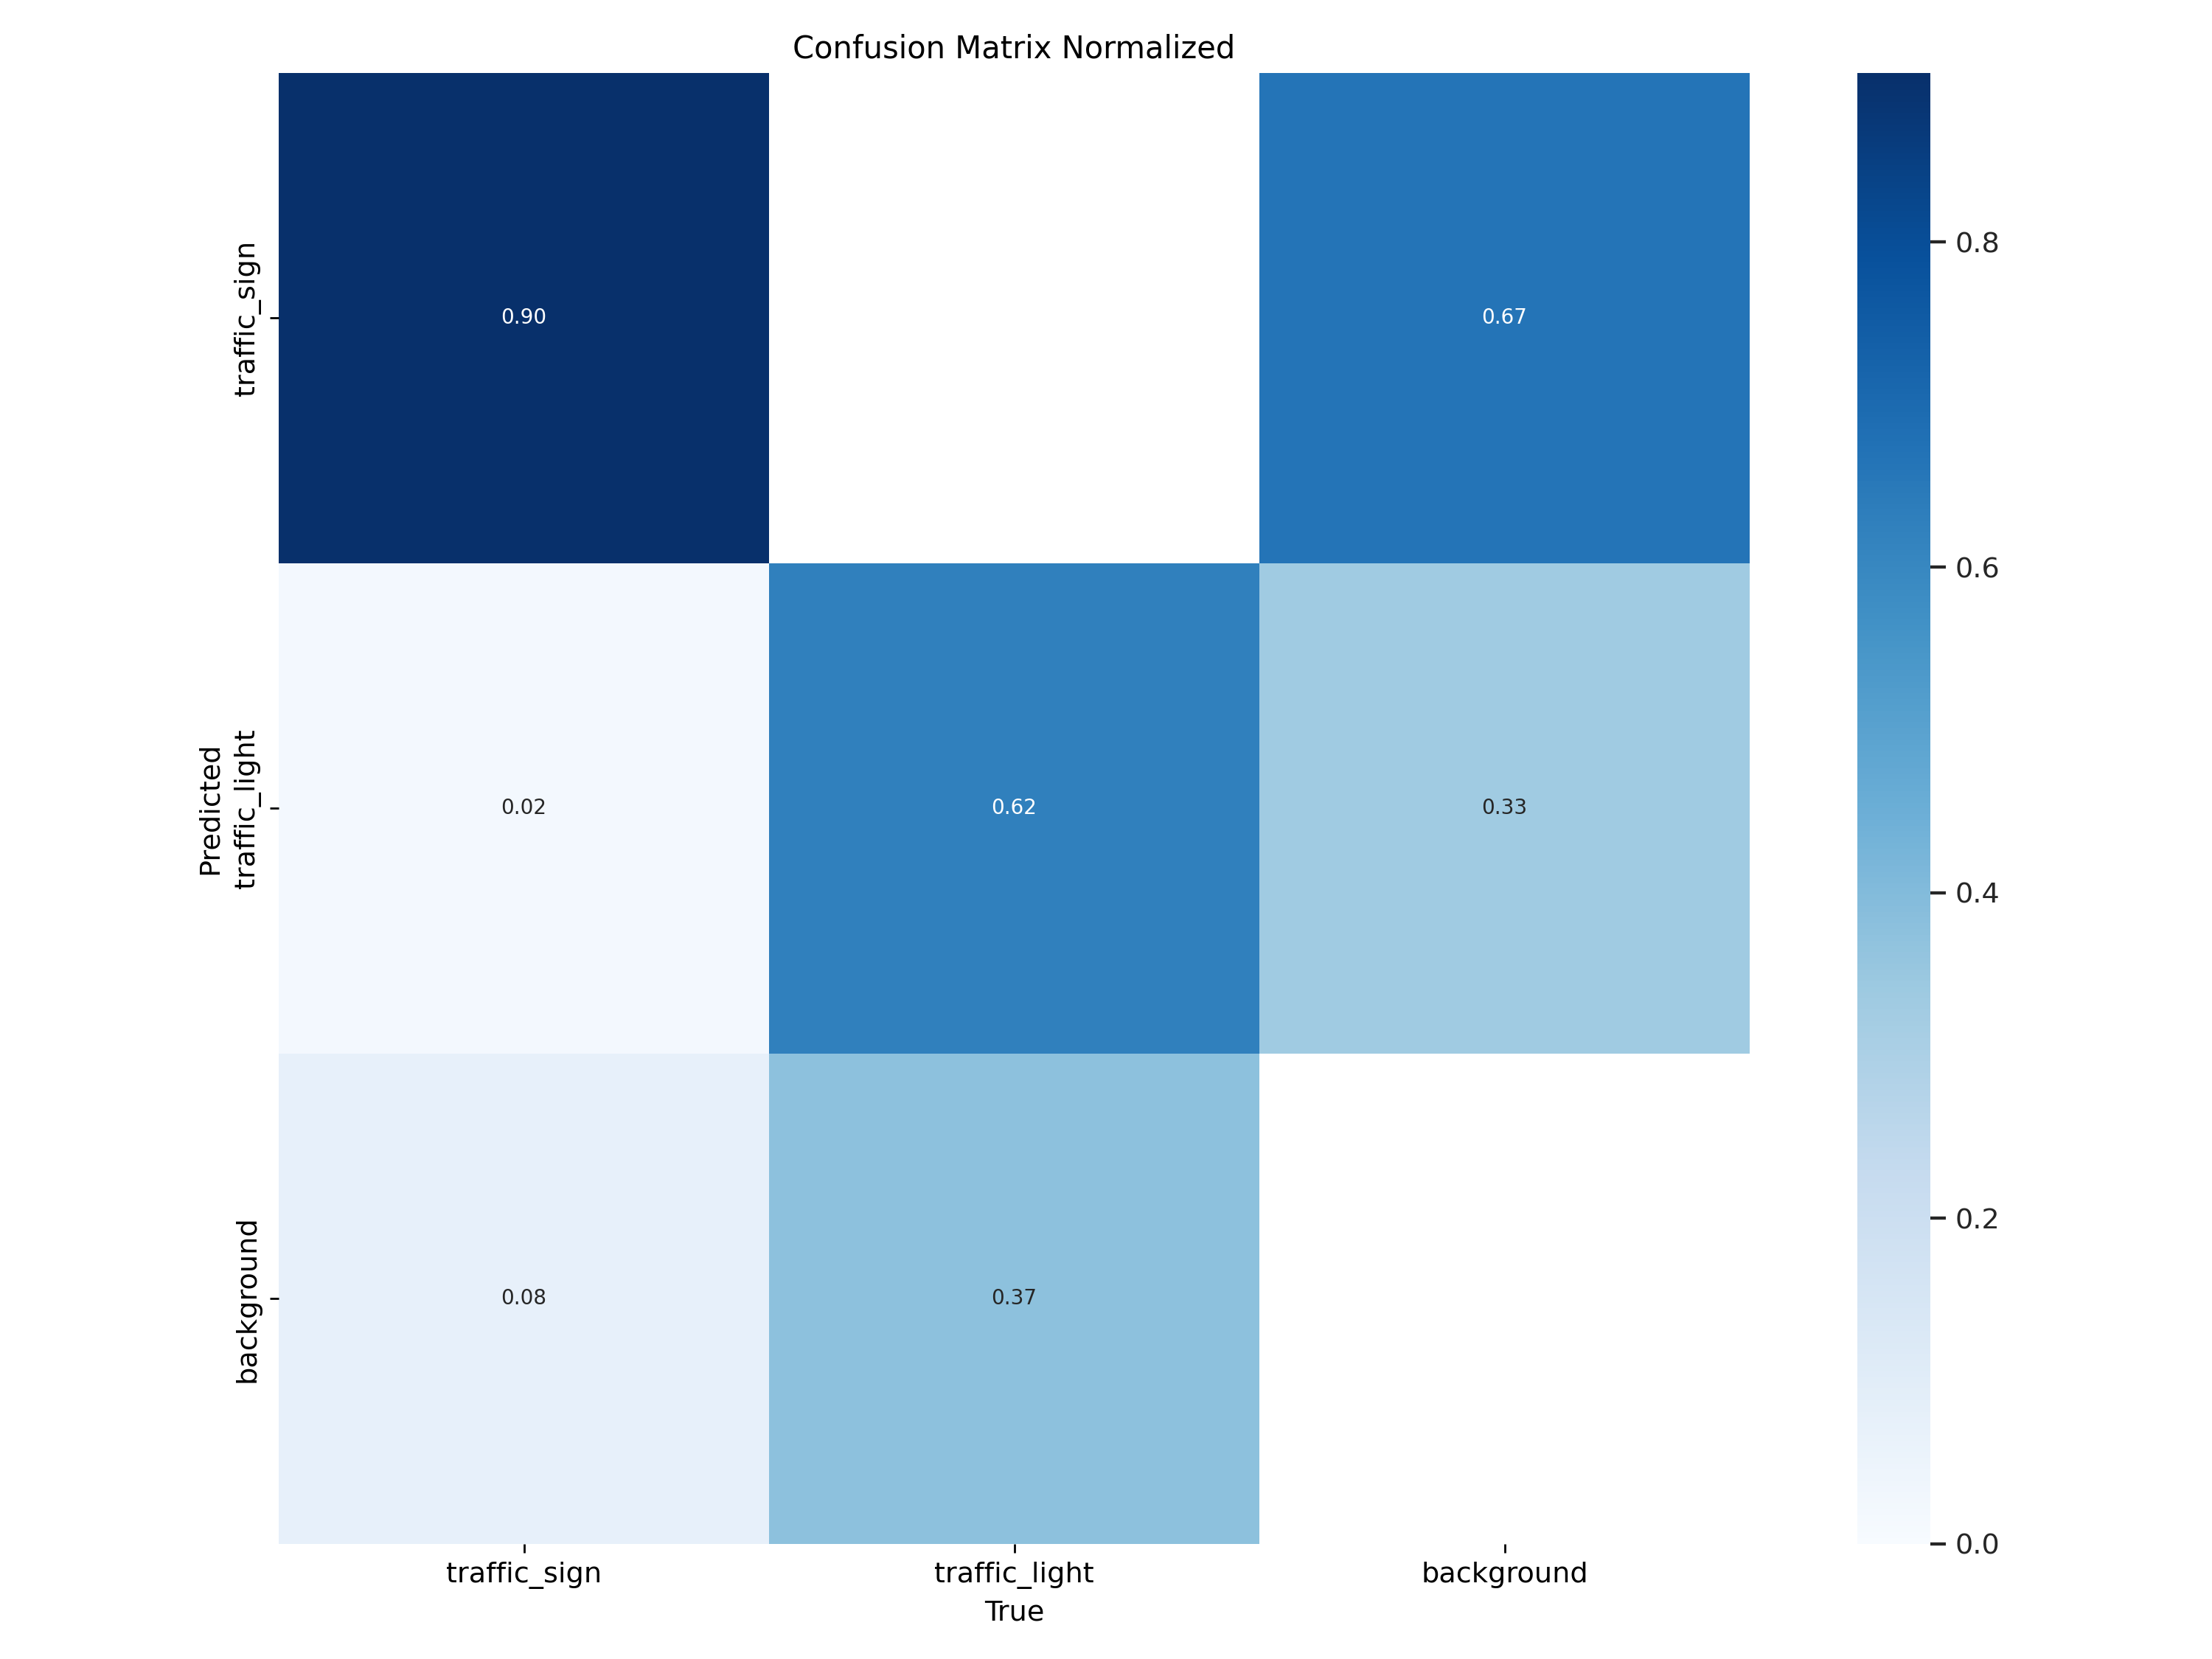 Confusion Matrix Normalized
traffic_sign
0.90
0.67
0.8
0.6
Predicted
traffic_light
0.02
0.62
0.33
0.4
background
0.08
0.37
0.2
0.0
traffic_sign
traffic_light
background
True